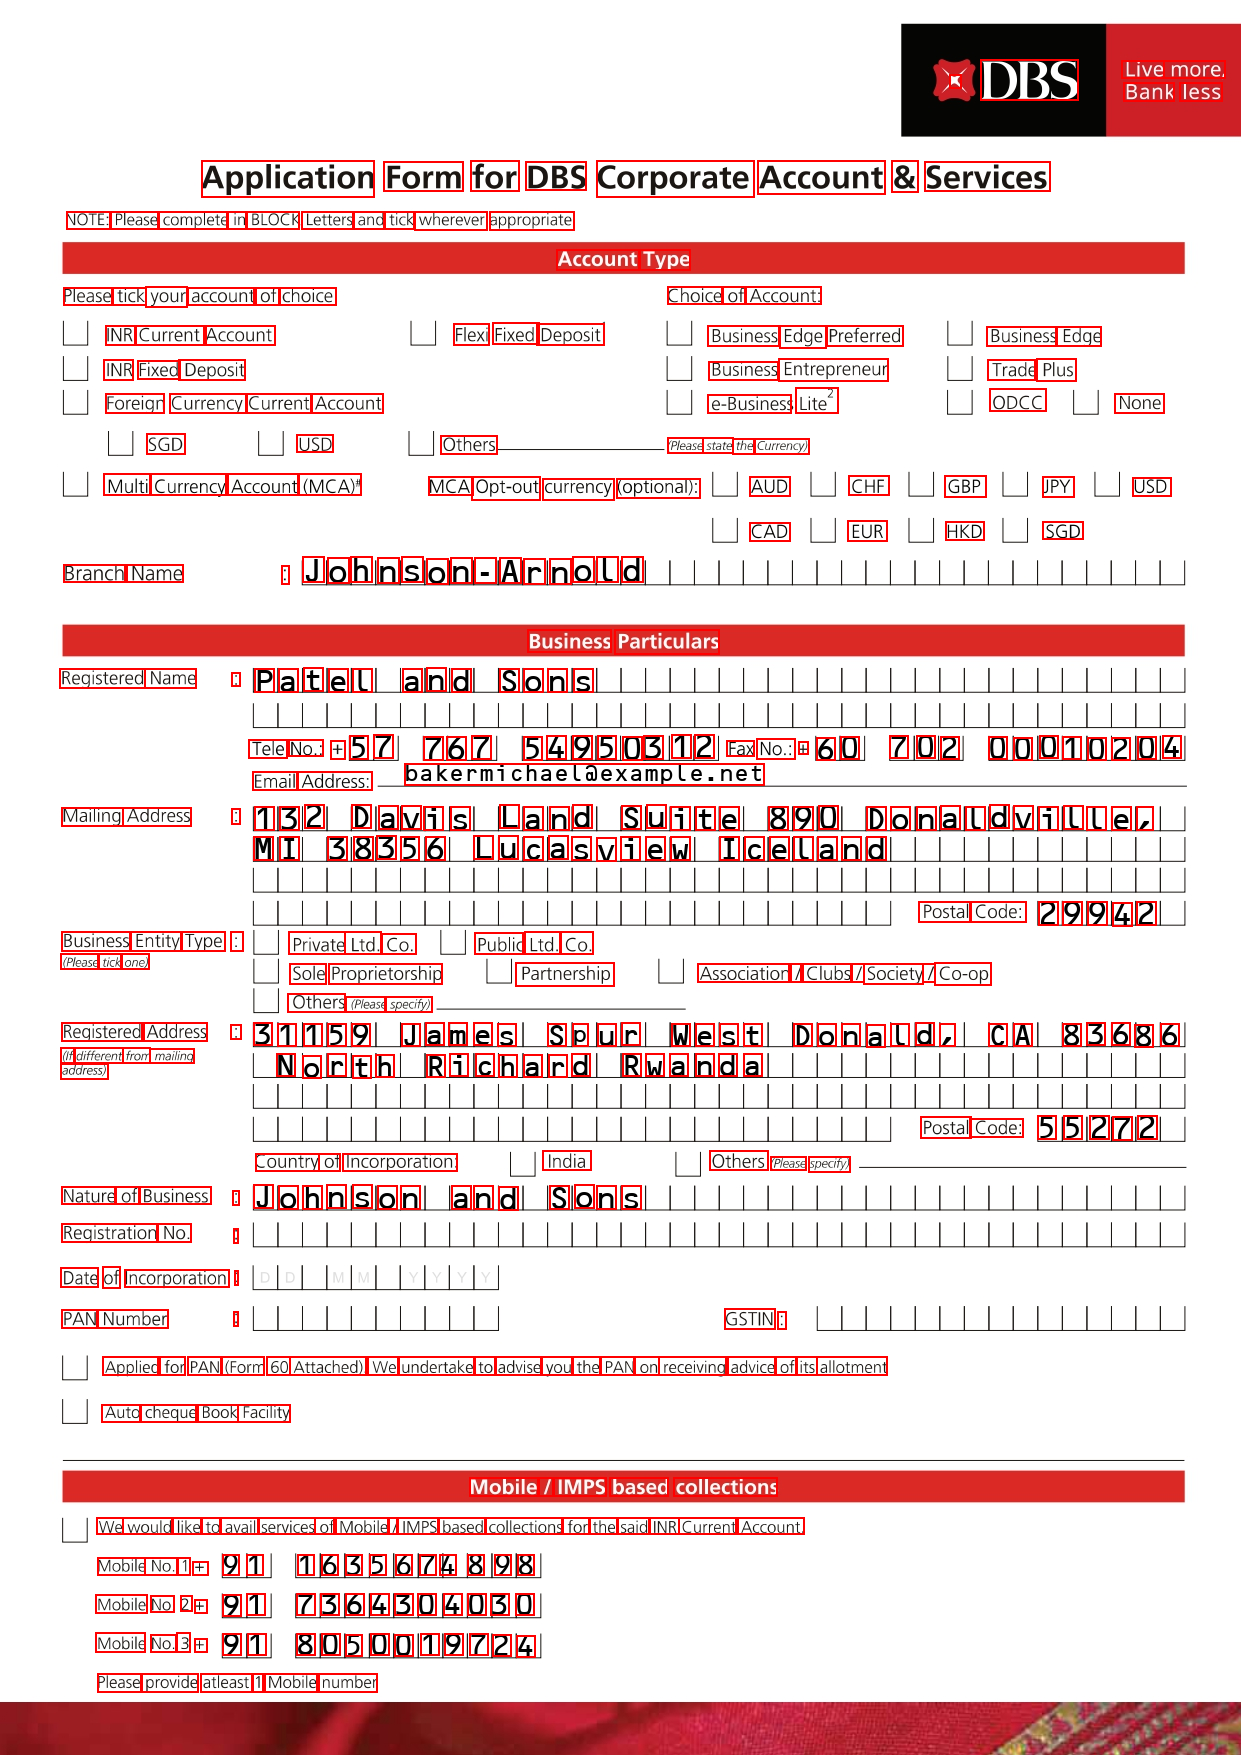 DBS
Live more,
Bank less
Application Form for DBS Corporate Account & Services
NOTE: Please complete in BLOCK Letters and tick wherever appropriate
Account Type
Please tick your account of choice
Choice of Account:
INR Current Account
Flexi Fixed Deposit
Business Edge Preferred
Business Edge
INR Fixed Deposit
Business Entrepreneur
Trade Plus
Foreign Currency Current Account
e-Business Lite2
ODCC
None
SGD
USD
Others
(Please state the Currency)
Multi Currency Account (MCA)#
MCA Opt-out currency (optional):
AUD
CHF
GBP
JPY
USD
CAD
EUR
HKD
SGD
Branch Name : Johnson-Arnold
Business Particulars
Registered Name : Patel and Sons
Tele No.: +57 767 54950312 Fax No.: +60 702 00010204
Email Address: bakermichael@example.net
Mailing Address : 132 Davis Land Suite 890 Donaldville,
MI 38356 Lucasview Iceland
Postal Code: 29942
Business Entity Type : Private Ltd. Co. Public Ltd. Co.
(Please tick one)
Sole Proprietorship Partnership Association / Clubs / Society / Co-op
Others (Please specify)
Registered Address : 31159 James Spur West Donald, CA 83686
(If different from mailing
address)
North Richard Rwanda
Postal Code: 55272
Country of Incorporation: India Others (Please specify)
Nature of Business : Johnson and Sons
Registration No. :
Date of Incorporation : D D M M Y Y Y Y
PAN Number :
GSTIN :
Applied for PAN (Form 60 Attached). We undertake to advise you the PAN on receiving advice of its allotment
Auto cheque Book Facility
Mobile / IMPS based collections
We would like to avail services of Mobile / IMPS based collections for the said INR Current Account.
Mobile No. 1 + 91 1635674898
Mobile No. 2 + 91 7364304030
Mobile No. 3 + 91 8050019724
Please provide atleast 1 Mobile number